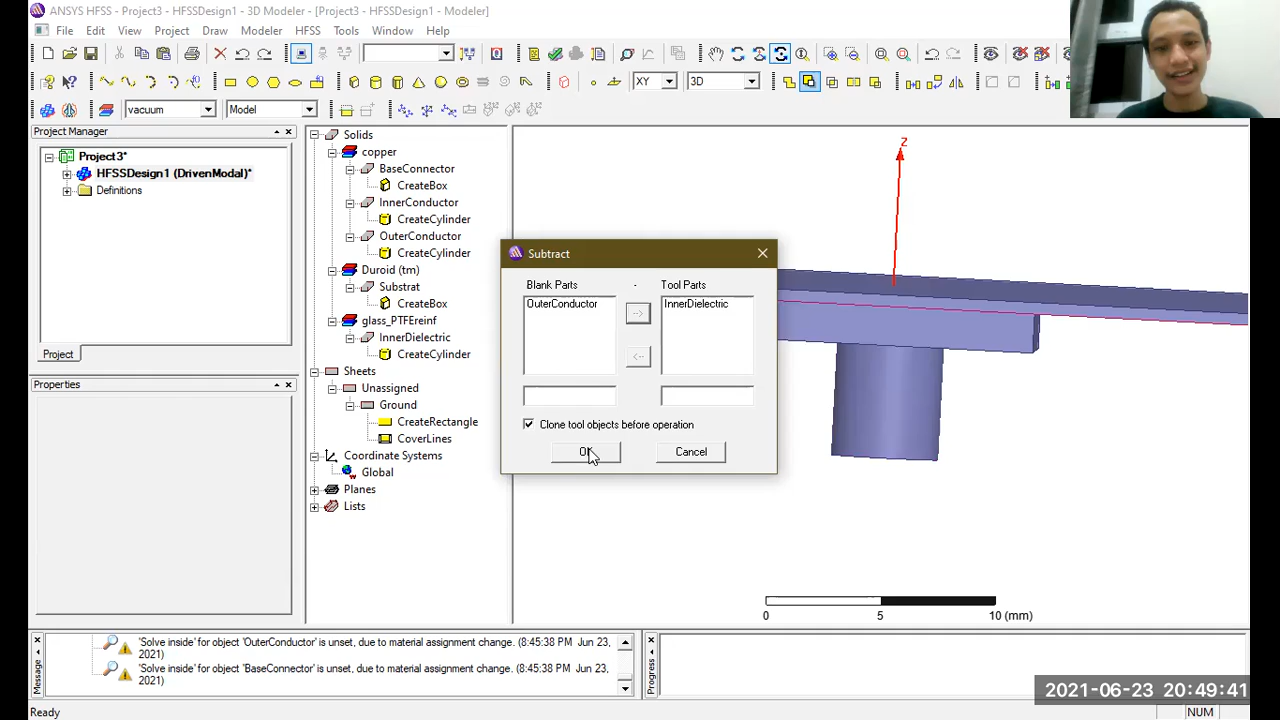 ANSYS HFSS - Project3 - HFSSDesign1 - 3D Modeler - [Project3 - HFSSDesign1 - Modeler]
File Edit View Project Draw Modeler HFSS Tools Window Help
XY 3D
vacuum Model
Project Manager
Project3*
HFSSDesign1 (DrivenModal)*
Definitions
Project
Properties
Solids
copper
BaseConnector
CreateBox
InnerConductor
CreateCylinder
OuterConductor
CreateCylinder
Duroid (tm)
Substrat
CreateBox
glass_PTFEreinf
InnerDielectric
CreateCylinder
Sheets
Unassigned
Ground
CreateRectangle
CoverLines
Coordinate Systems
Global
Planes
Lists
Z
Subtract
Blank Parts - Tool Parts
OuterConductor InnerDielectric
-->
<--
Clone tool objects before operation
OK Cancel
0 5 10 (mm)
Message
'Solve inside' for object 'OuterConductor' is unset, due to material assignment change. (8:45:38 PM Jun 23,
2021)
'Solve inside' for object 'BaseConnector' is unset, due to material assignment change. (8:45:38 PM Jun 23,
2021)
Progress
2021-06-23 20:49:41
Ready NUM